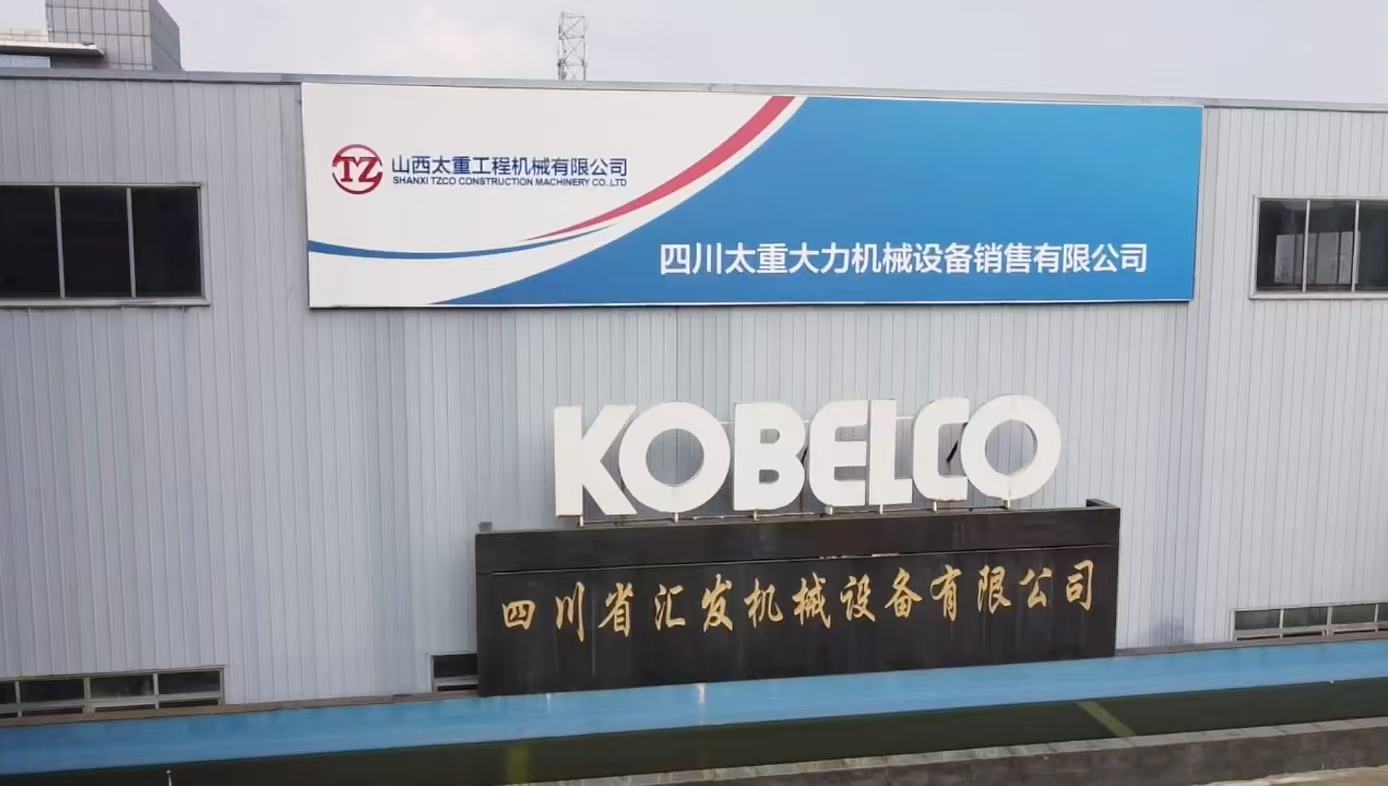 TZ
山西太重工程机械有限公司
SHANXI TZCO CONSTRUCTION MACHINERY CO.,LTD
四川太重大力机械设备销售有限公司
KOBELCO
四川省汇发机械设备有限公司